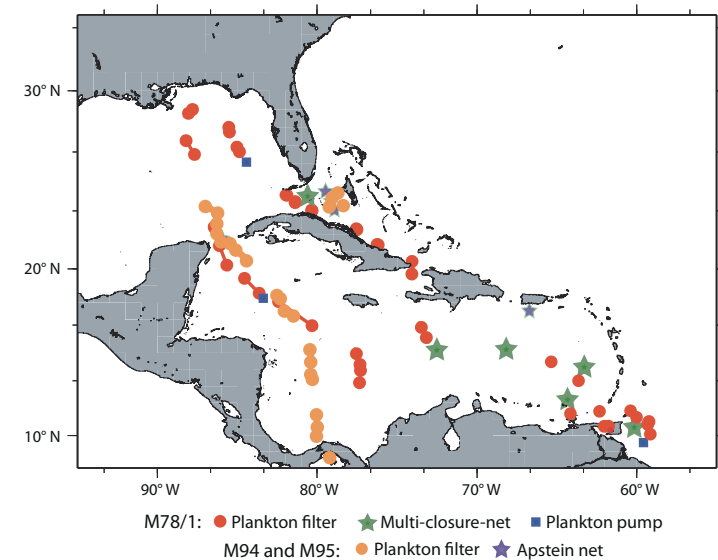 30° N
20° N
10° N
90° W
80° W
70° W
60° W
M78/1: Plankton filter Multi-closure-net Plankton pump
M94 and M95: Plankton filter Apstein net